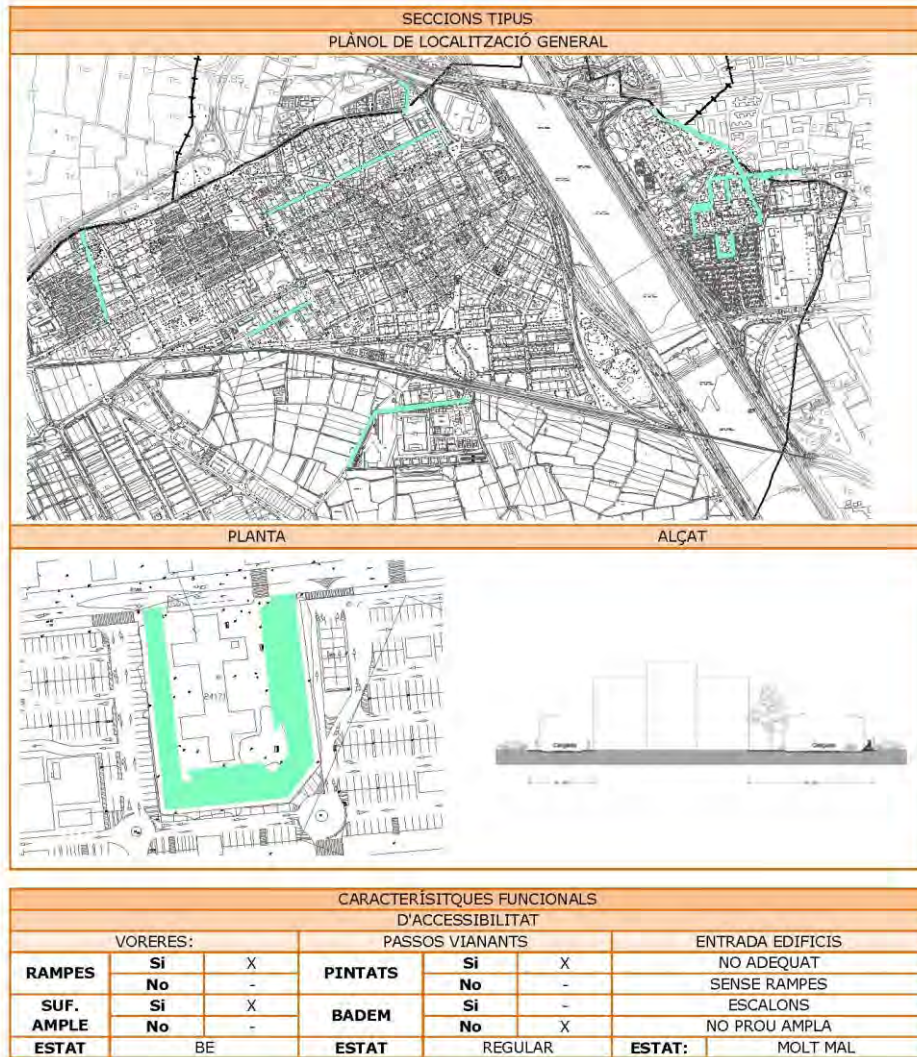 SECCIONS TIPUS
PLÀNOL DE LOCALITZACIÓ GENERAL
PLANTA ALÇAT
Calçada Calçada
CARACTERÍSITQUES FUNCIONALS
D'ACCESSIBILITAT
VORERES: PASSOS VIANANTS ENTRADA EDIFICIS
RAMPES Si X PINTATS Si X NO ADEQUAT
No - No - SENSE RAMPES
SUF. AMPLE Si X BADEM Si - ESCALONS
No - No X NO PROU AMPLA
ESTAT BE ESTAT REGULAR ESTAT: MOLT MAL